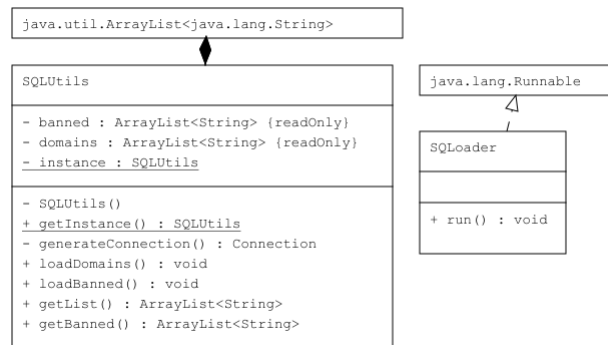 java.util.ArrayList<java.lang.String>
SQLUtils
- banned : ArrayList<String> {readOnly}
- domains : ArrayList<String> {readOnly}
- instance : SQLUtils
- SQLUtils()
+ getInstance() : SQLUtils
- generateConnection() : Connection
+ loadDomains() : void
+ loadBanned() : void
+ getList() : ArrayList<String>
+ getBanned() : ArrayList<String>
java.lang.Runnable
SQLoader
+ run() : void